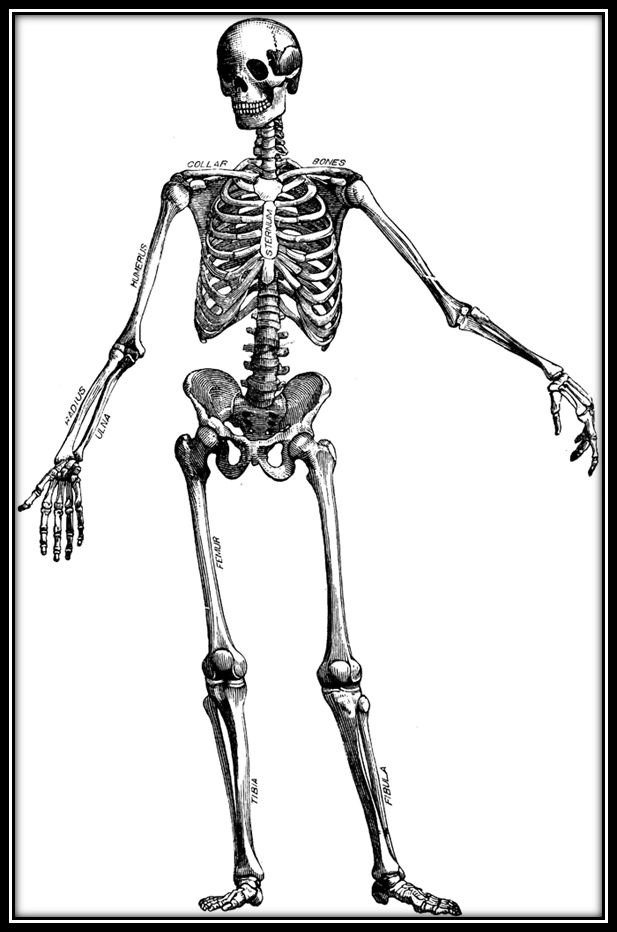 COLLAR BONES
STERNUM
HUMERUS
RADIUS
ULNA
FEMUR
TIBIA
FIBULA